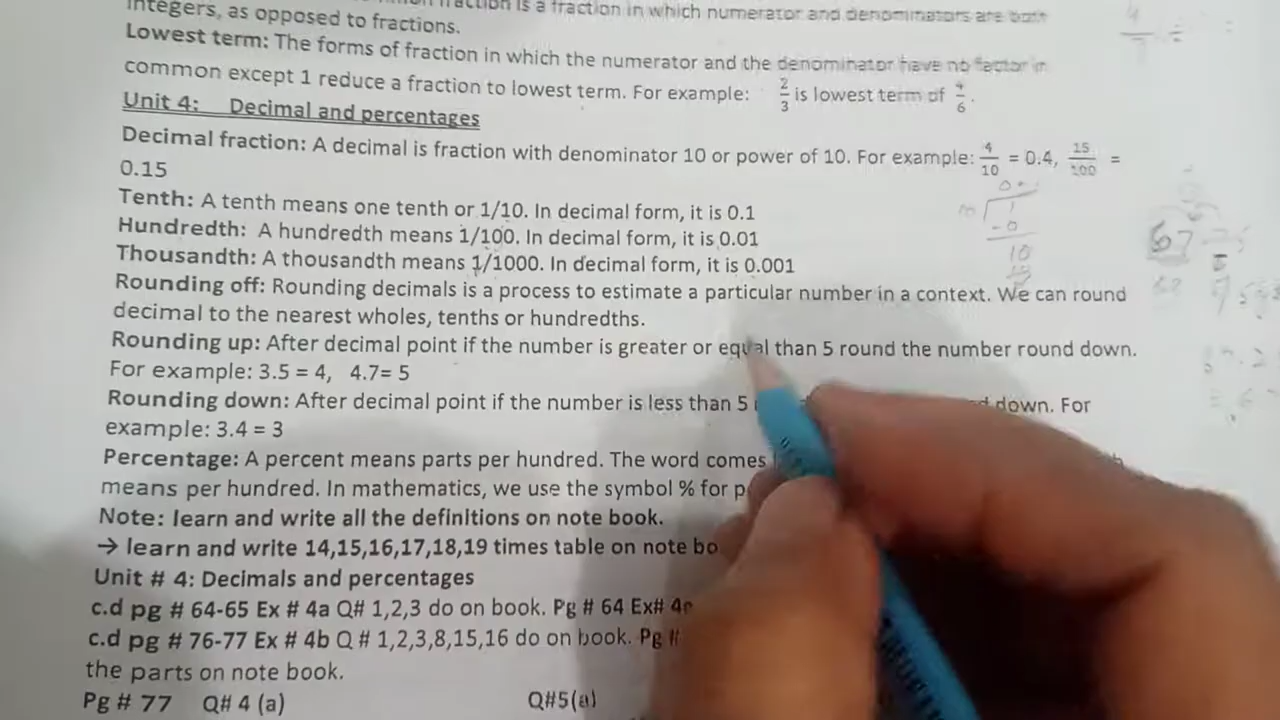 fraction is a fraction in which numerator and denominators are both
integers, as opposed to fractions.
Lowest term: The forms of fraction in which the numerator and the denominator have no factor in
common except 1 reduce a fraction to lowest term. For example: 2/3 is lowest term of 4/6.
Unit 4: Decimal and percentages
Decimal fraction: A decimal is fraction with denominator 10 or power of 10. For example: 4/10 = 0.4, 15/100 =
0.15
Tenth: A tenth means one tenth or 1/10. In decimal form, it is 0.1
Hundredth: A hundredth means 1/100. In decimal form, it is 0.01
Thousandth: A thousandth means 1/1000. In decimal form, it is 0.001
Rounding off: Rounding decimals is a process to estimate a particular number in a context. We can round
decimal to the nearest wholes, tenths or hundredths.
Rounding up: After decimal point if the number is greater or equal than 5 round the number round down.
For example: 3.5 = 4, 4.7= 5
Rounding down: After decimal point if the number is less than 5 down. For
example: 3.4 = 3
Percentage: A percent means parts per hundred. The word comes
means per hundred. In mathematics, we use the symbol % for
Note: learn and write all the definitions on note book.
→ learn and write 14,15,16,17,18,19 times table on note
Unit # 4: Decimals and percentages
c.d pg # 64-65 Ex # 4a Q# 1,2,3 do on book. Pg # 64 Ex#
c.d pg # 76-77 Ex # 4b Q # 1,2,3,8,15,16 do on book. Pg #
the parts on note book.
Pg # 77 Q# 4 (a) Q#5(a)